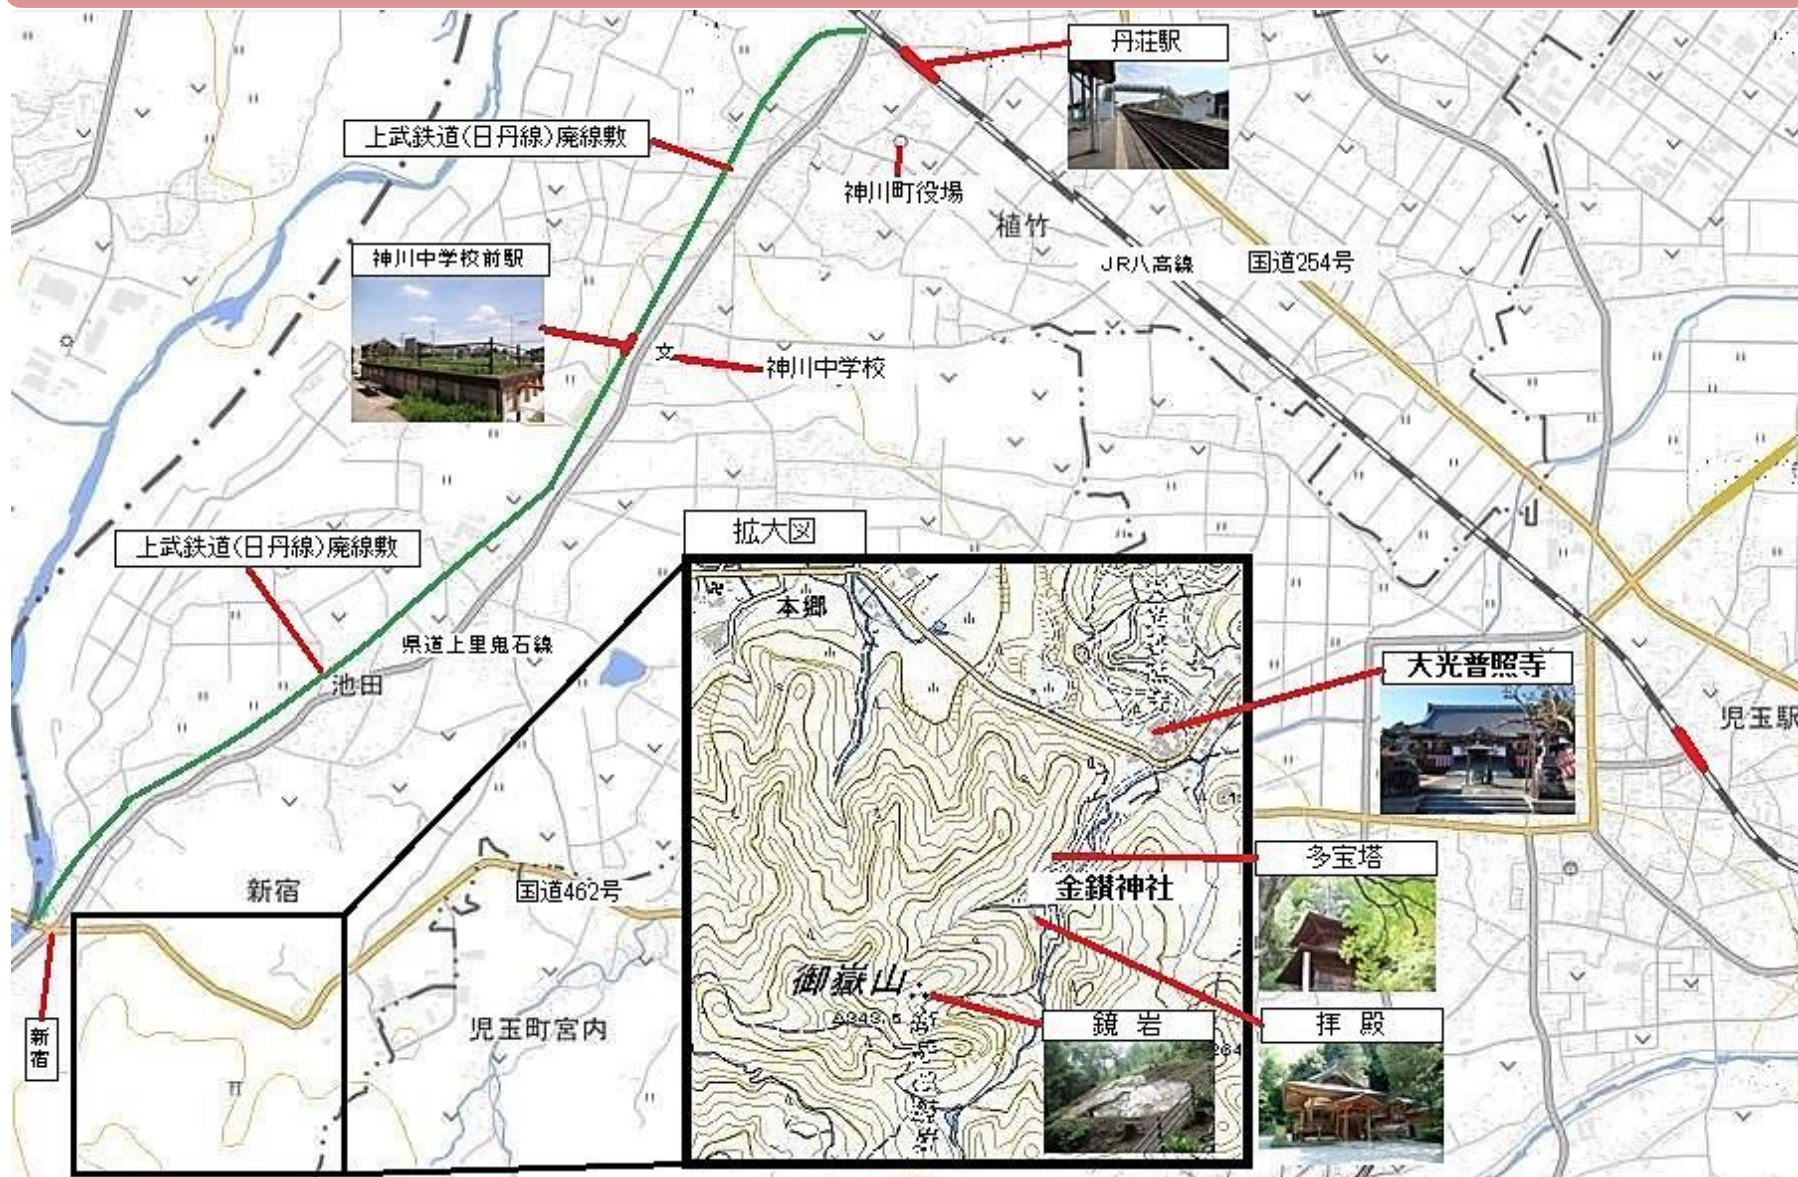 丹荘駅
上武鉄道(日丹線)廃線敷
神川町役場
植竹
神川中学校前駅
JR八高線
国道254号
文
神川中学校
拡大図
上武鉄道(日丹線)廃線敷
本郷
県道上里鬼石線
池田
大光普照寺
児玉駅
多宝塔
新宿
国道462号
金鑚神社
御嶽山
鏡岩
拝殿
児玉町宮内
新宿